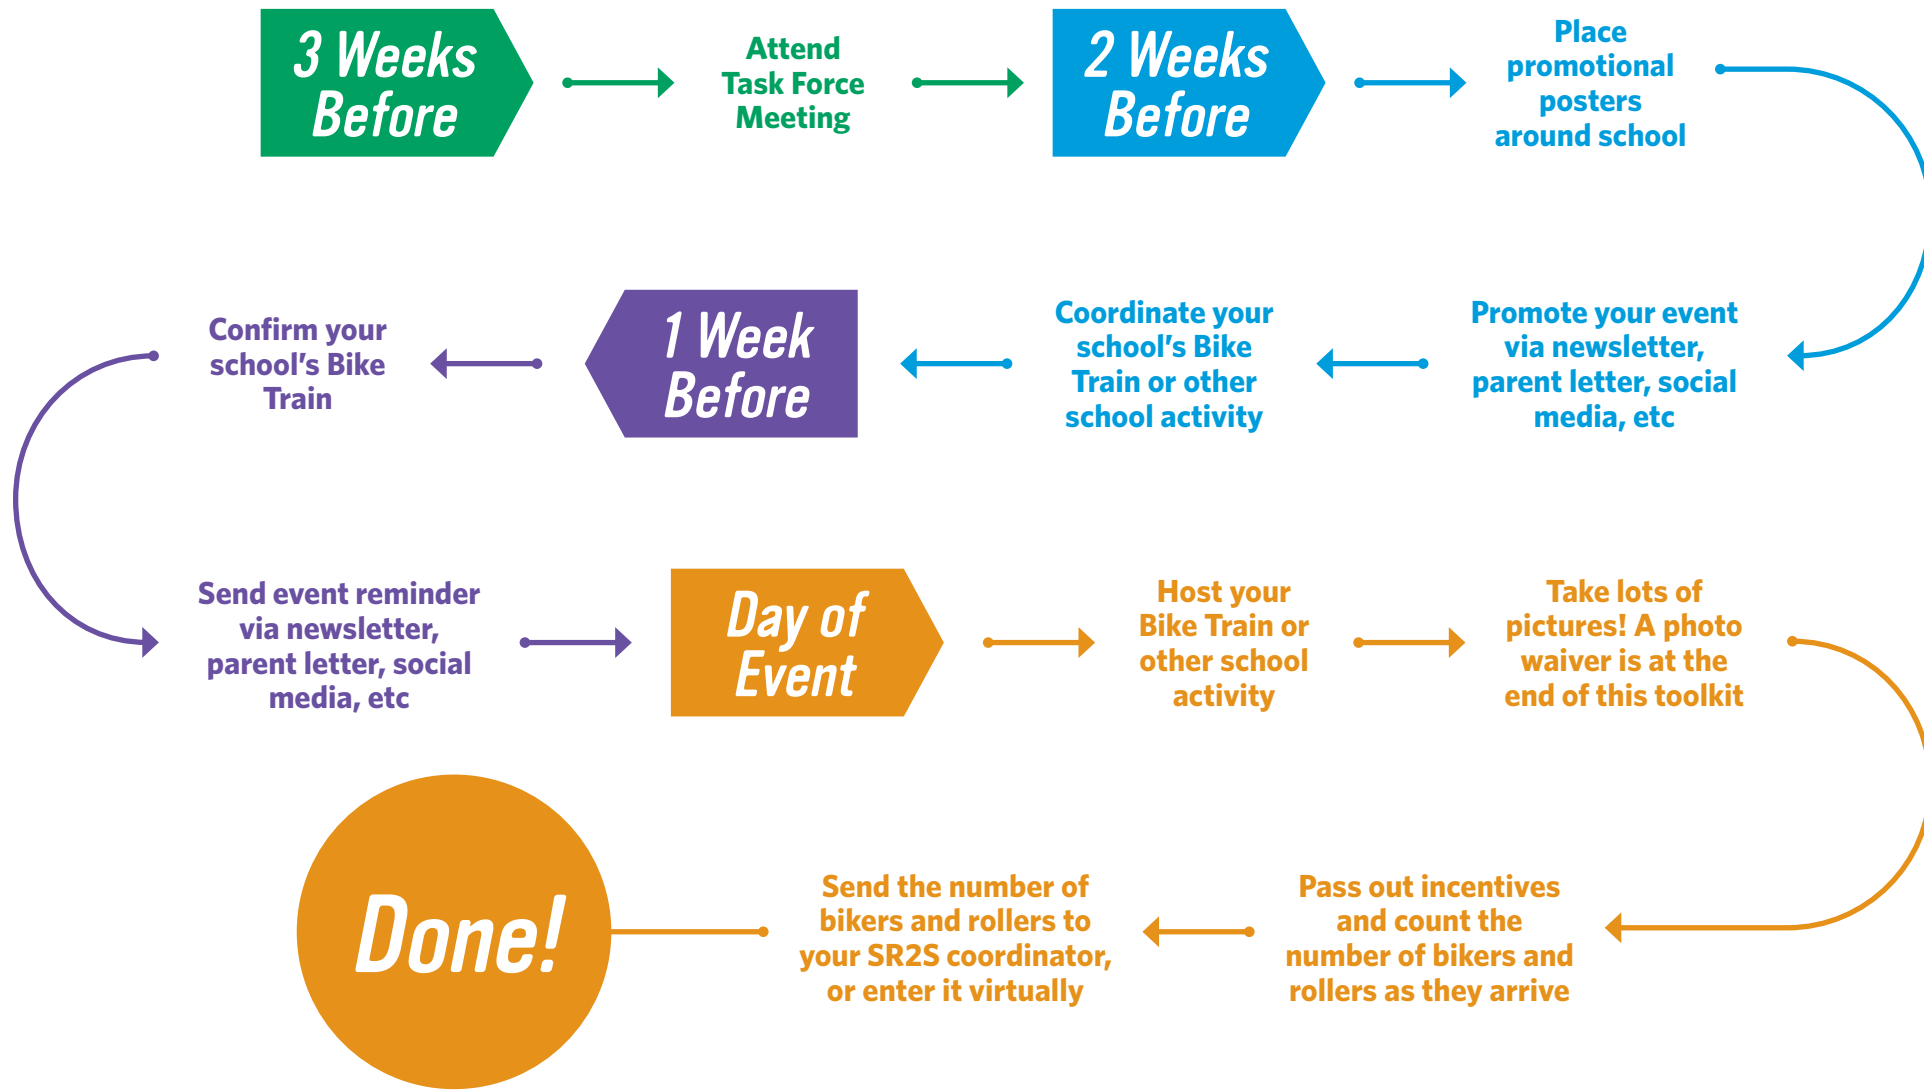 3 Weeks
Before
Attend
Task Force
Meeting
2 Weeks
Before
Place
promotional
posters
around school
Promote your event
via newsletter,
parent letter, social
media, etc
Coordinate your
school's Bike
Train or other
school activity
1 Week
Before
Confirm your
school's Bike
Train
Send event reminder
via newsletter,
parent letter, social
media, etc
Day of
Event
Host your
Bike Train or
other school
activity
Take lots of
pictures! A photo
waiver is at the
end of this toolkit
Pass out incentives
and count the
number of bikers and
rollers as they arrive
Send the number of
bikers and rollers to
your SR2S coordinator,
or enter it virtually
Done!